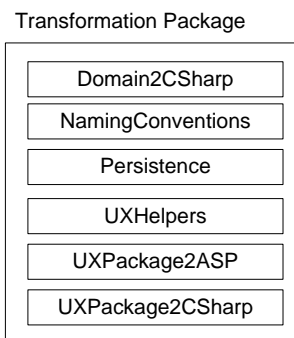 Transformation Package
Domain2CSharp
NamingConventions
Persistence
UXHelpers
UXPackage2ASP
UXPackage2CSharp